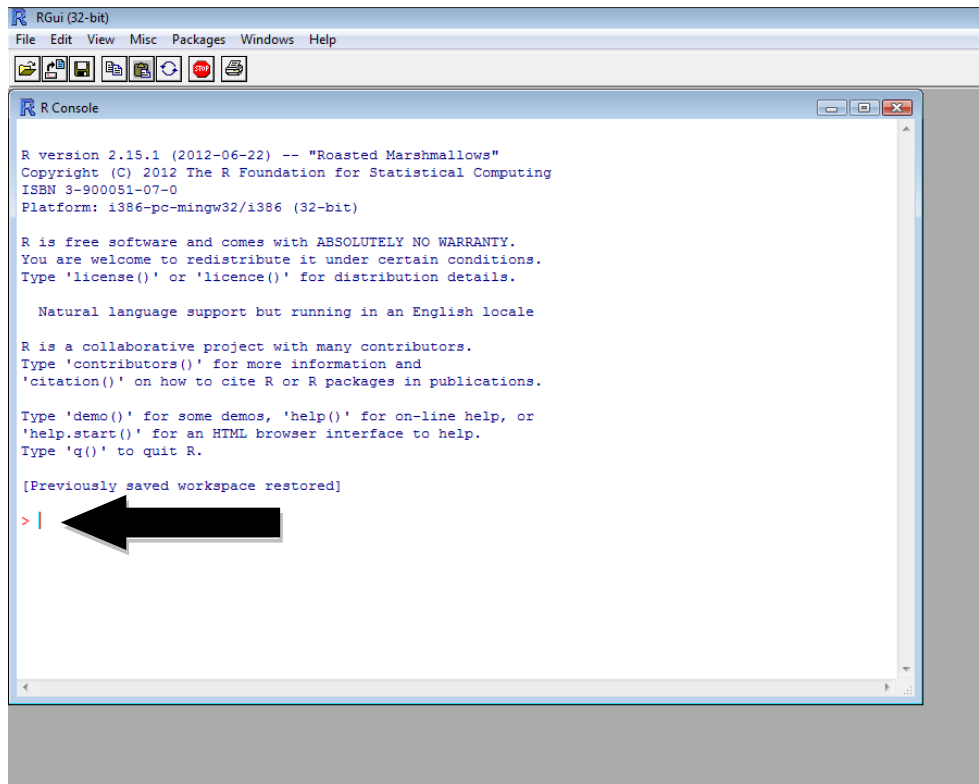 RGui (32-bit)
File Edit View Misc Packages Windows Help
STOP
R Console
R version 2.15.1 (2012-06-22) -- "Roasted Marshmallows"
Copyright (C) 2012 The R Foundation for Statistical Computing
ISBN 3-900051-07-0
Platform: i386-pc-mingw32/i386 (32-bit)
R is free software and comes with ABSOLUTELY NO WARRANTY.
You are welcome to redistribute it under certain conditions.
Type 'license()' or 'licence()' for distribution details.
Natural language support but running in an English locale
R is a collaborative project with many contributors.
Type 'contributors()' for more information and
'citation()' on how to cite R or R packages in publications.
Type 'demo()' for some demos, 'help()' for on-line help, or
'help.start()' for an HTML browser interface to help.
Type 'q()' to quit R.
[Previously saved workspace restored]
>